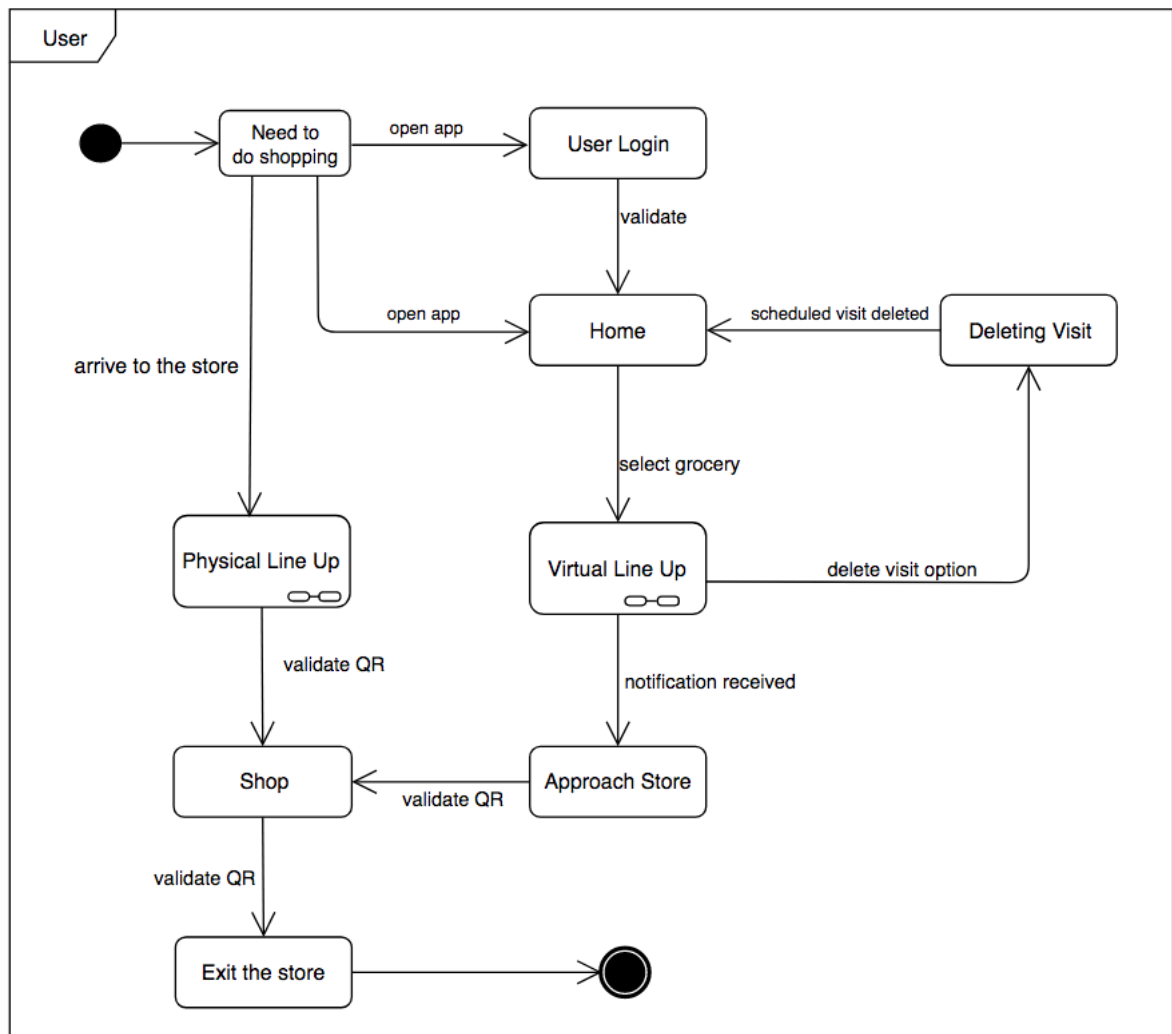 User
Need to
do shopping
open app
User Login
validate
open app
Home
scheduled visit deleted
Deleting Visit
arrive to the store
select grocery
Physical Line Up
Virtual Line Up
delete visit option
validate QR
notification received
Shop
validate QR
Approach Store
validate QR
Exit the store